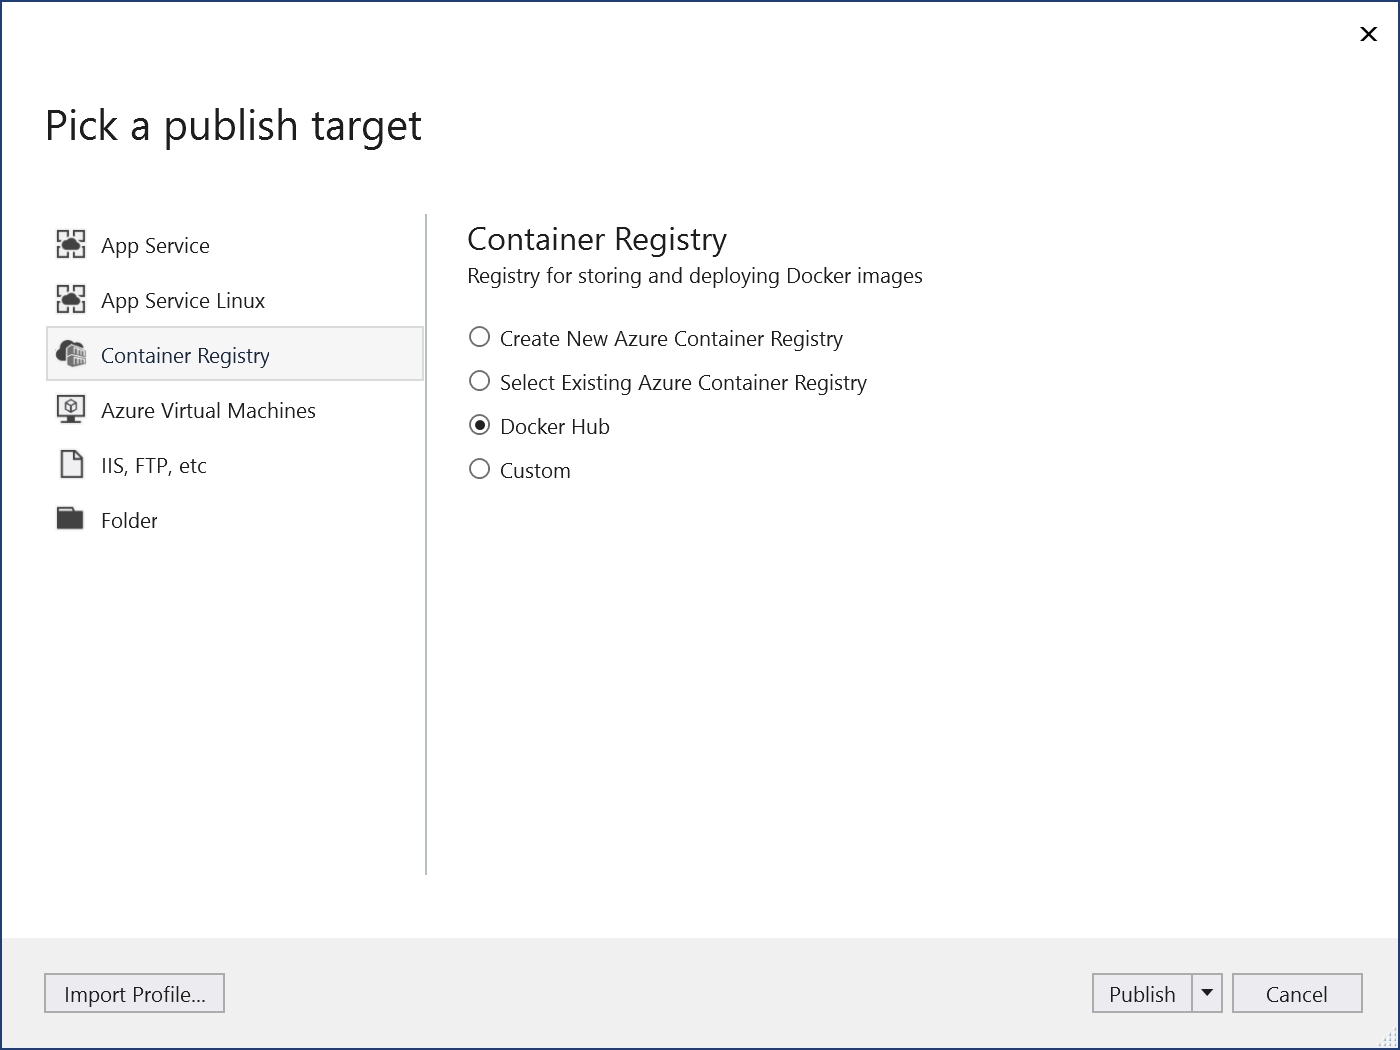 Pick a publish target
App Service
App Service Linux
Container Registry
Azure Virtual Machines
IIS, FTP, etc
Folder
Container Registry
Registry for storing and deploying Docker images
Create New Azure Container Registry
Select Existing Azure Container Registry
Docker Hub
Custom
Import Profile...
Publish
Cancel